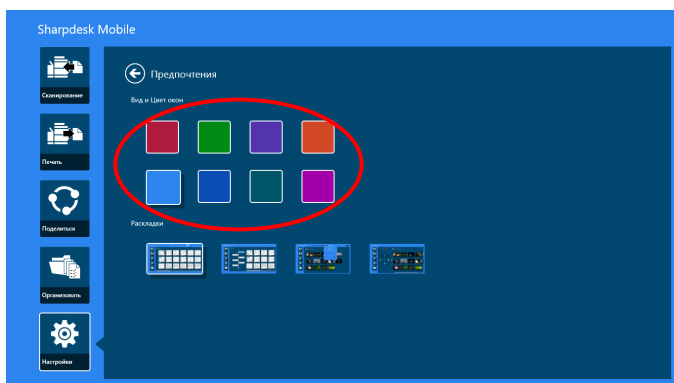 Sharpdesk Mobile
Сканирование
Печать
Поделиться
Организовать
Настройки
Предпочтения
Вид и Цвет окон
Раскладки